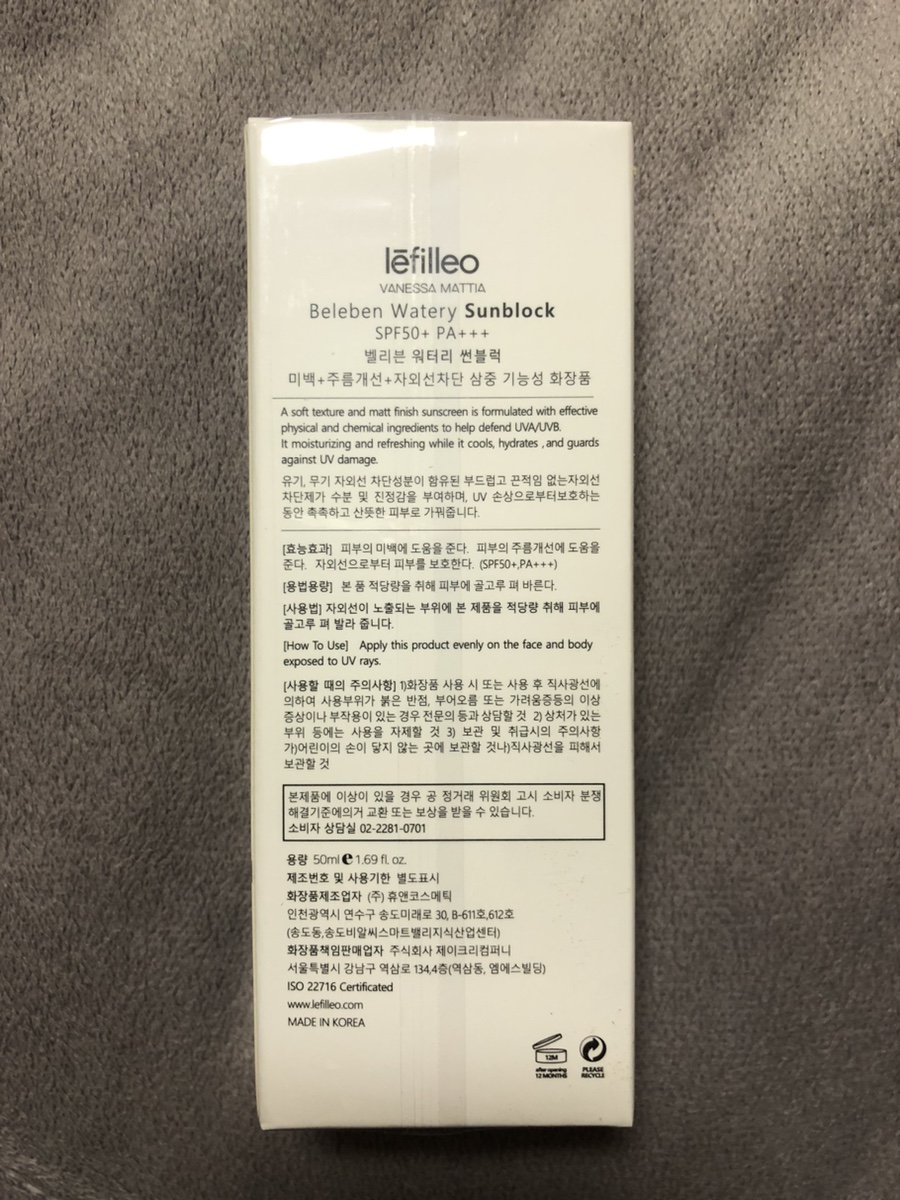 lēfilleo
VANESSA MATTIA
Beleben Watery Sunblock
SPF50+ PA+++
벨리븐 워터리 썬블럭
미백+주름개선+자외선차단 삼중 기능성 화장품
A soft texture and matt finish sunscreen is formulated with effective
physical and chemical ingredients to help defend UVA/UVB.
It moisturizing and refreshing while it cools, hydrates , and guards
against UV damage.
유기, 무기 자외선 차단성분이 함유된 부드럽고 끈적임 없는자외선
차단제가 수분 및 진정감을 부여하며, UV 손상으로부터보호하는
동안 촉촉하고 산뜻한 피부로 가꿔줍니다.
[효능효과] 피부의 미백에 도움을 준다. 피부의 주름개선에 도움을
준다. 자외선으로부터 피부를 보호한다. (SPF50+,PA+++)
[용법용량] 본 품 적당량을 취해 피부에 골고루 펴 바른다.
[사용법] 자외선이 노출되는 부위에 본 제품을 적당량 취해 피부에
골고루 펴 발라 줍니다.
[How To Use] Apply this product evenly on the face and body
exposed to UV rays.
[사용할 때의 주의사항] 1)화장품 사용 시 또는 사용 후 직사광선에
의하여 사용부위가 붉은 반점, 부어오름 또는 가려움증등의 이상
증상이나 부작용이 있는 경우 전문의 등과 상담할 것 2) 상처가 있는
부위 등에는 사용을 자제할 것 3) 보관 및 취급시의 주의사항
가)어린이의 손이 닿지 않는 곳에 보관할 것나)직사광선을 피해서
보관할 것
본제품에 이상이 있을 경우 공 정거래 위원회 고시 소비자 분쟁
해결기준에의거 교환 또는 보상을 받을 수 있습니다.
소비자 상담실 02-2281-0701
용량 50ml e 1.69 fl. oz.
제조번호 및 사용기한 별도표시
화장품제조업자 (주) 휴앤코스메틱
인천광역시 연수구 송도미래로 30, B-611호,612호
(송도동,송도비알씨스마트밸리지식산업센터)
화장품책임판매업자 주식회사 제이크리컴퍼니
서울특별시 강남구 역삼로 134,4층(역삼동, 엠에스빌딩)
ISO 22716 Certificated
www.lefilleo.com
MADE IN KOREA
12M
after opening
12 MONTHS
PLEASE
RECYCLE